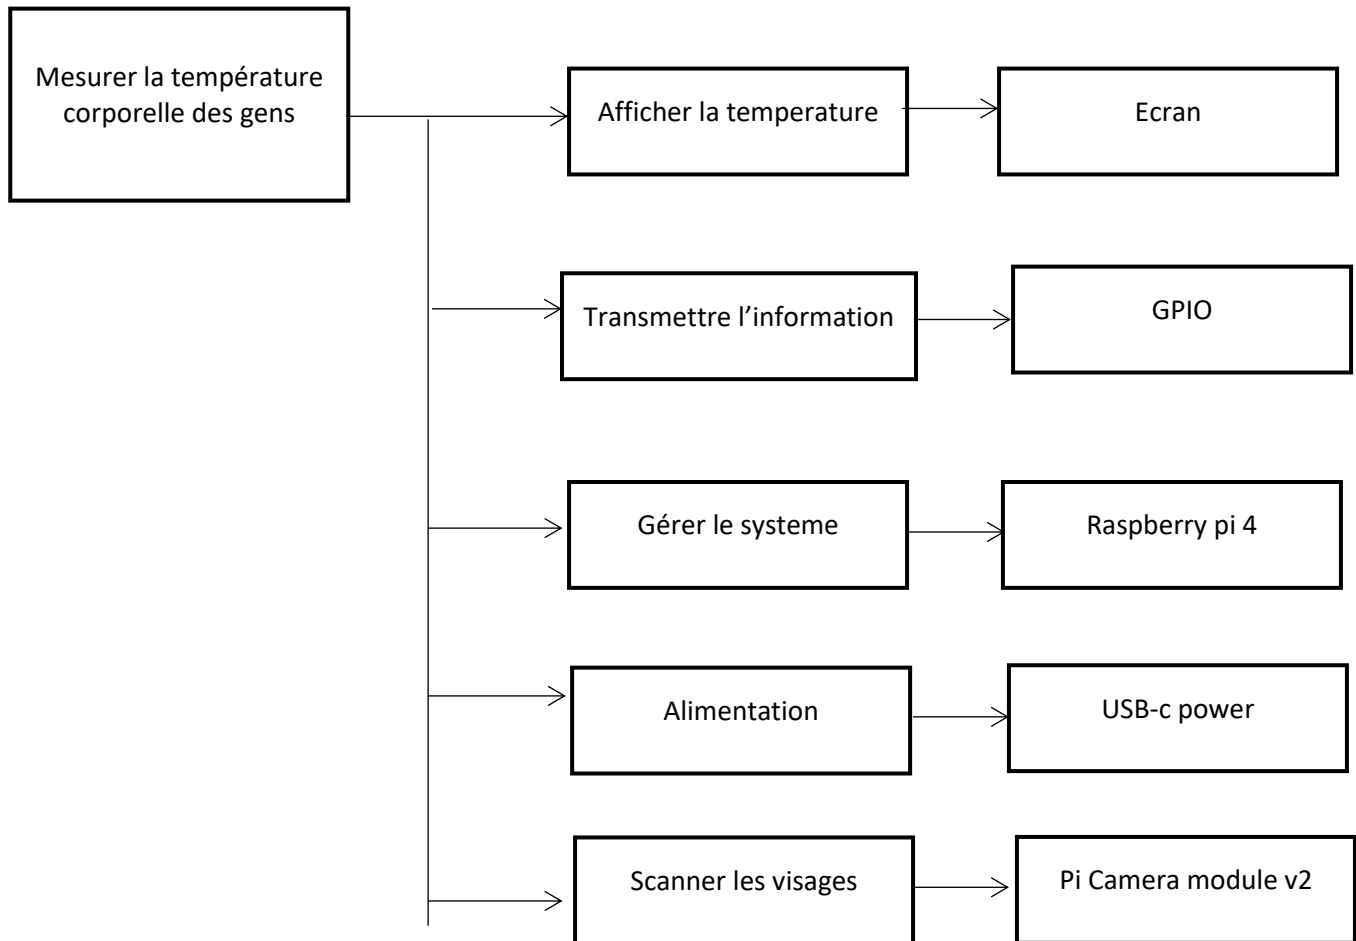 Mesurer la température
corporelle des gens
Afficher la temperature
Ecran
Transmettre l’information
GPIO
Gérer le systeme
Raspberry pi 4
Alimentation
USB-c power
Scanner les visages
Pi Camera module v2